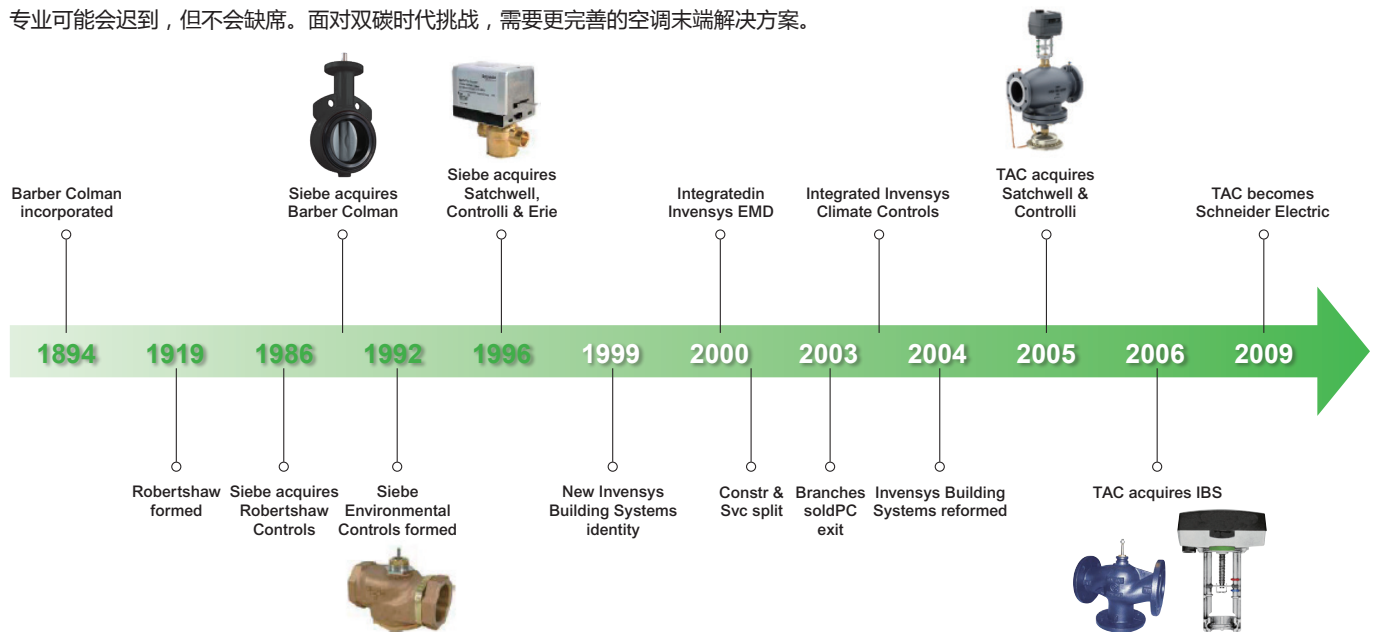 专业可能会迟到，但不会缺席。面对双碳时代挑战，需要更完善的空调末端解决方案。
Barber Colman
incorporated
Siebe acquires
Barber Colman
Siebe acquires
Satchwell,
Controlli & Erie
Integratedin
Invensys EMD
Integrated Invensys
Climate Controls
TAC acquires
Satchwell &
Controlli
TAC becomes
Schneider Electric
1894
1919
1986
1992
1996
1999
2000
2003
2004
2005
2006
2009
Robertshaw
formed
Siebe acquires
Robertshaw
Controls
Siebe
Environmental
Controls formed
New Invensys
Building Systems
identity
Constr &
Svc split
Branches
soldPC
exit
Invensys Building
Systems reformed
TAC acquires IBS